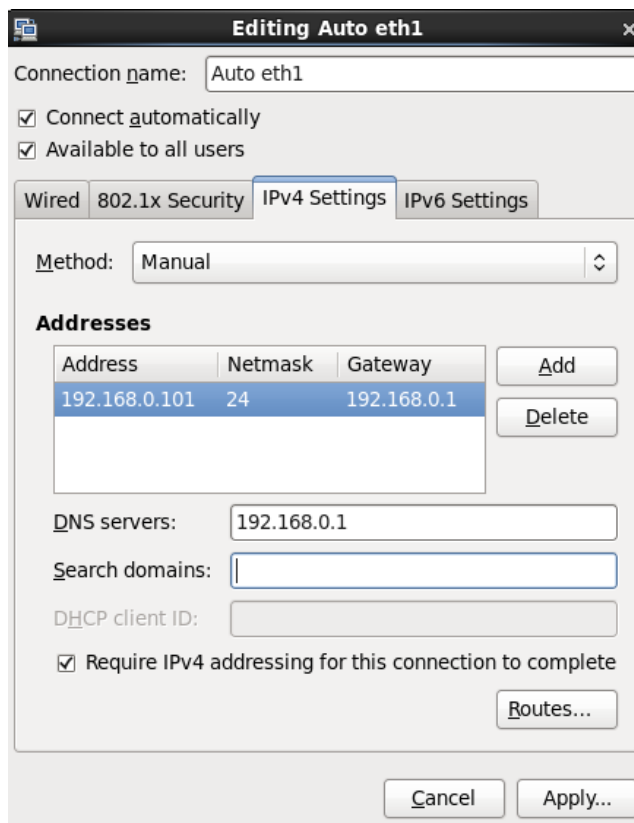 Editing Auto eth1
Connection name: Auto eth1
Connect automatically
Available to all users
Wired 802.1x Security IPv4 Settings IPv6 Settings
Method: Manual
Addresses
Address Netmask Gateway
192.168.0.101 24 192.168.0.1
Add
Delete
DNS servers: 192.168.0.1
Search domains:
DHCP client ID:
Require IPv4 addressing for this connection to complete
Routes...
Cancel Apply...